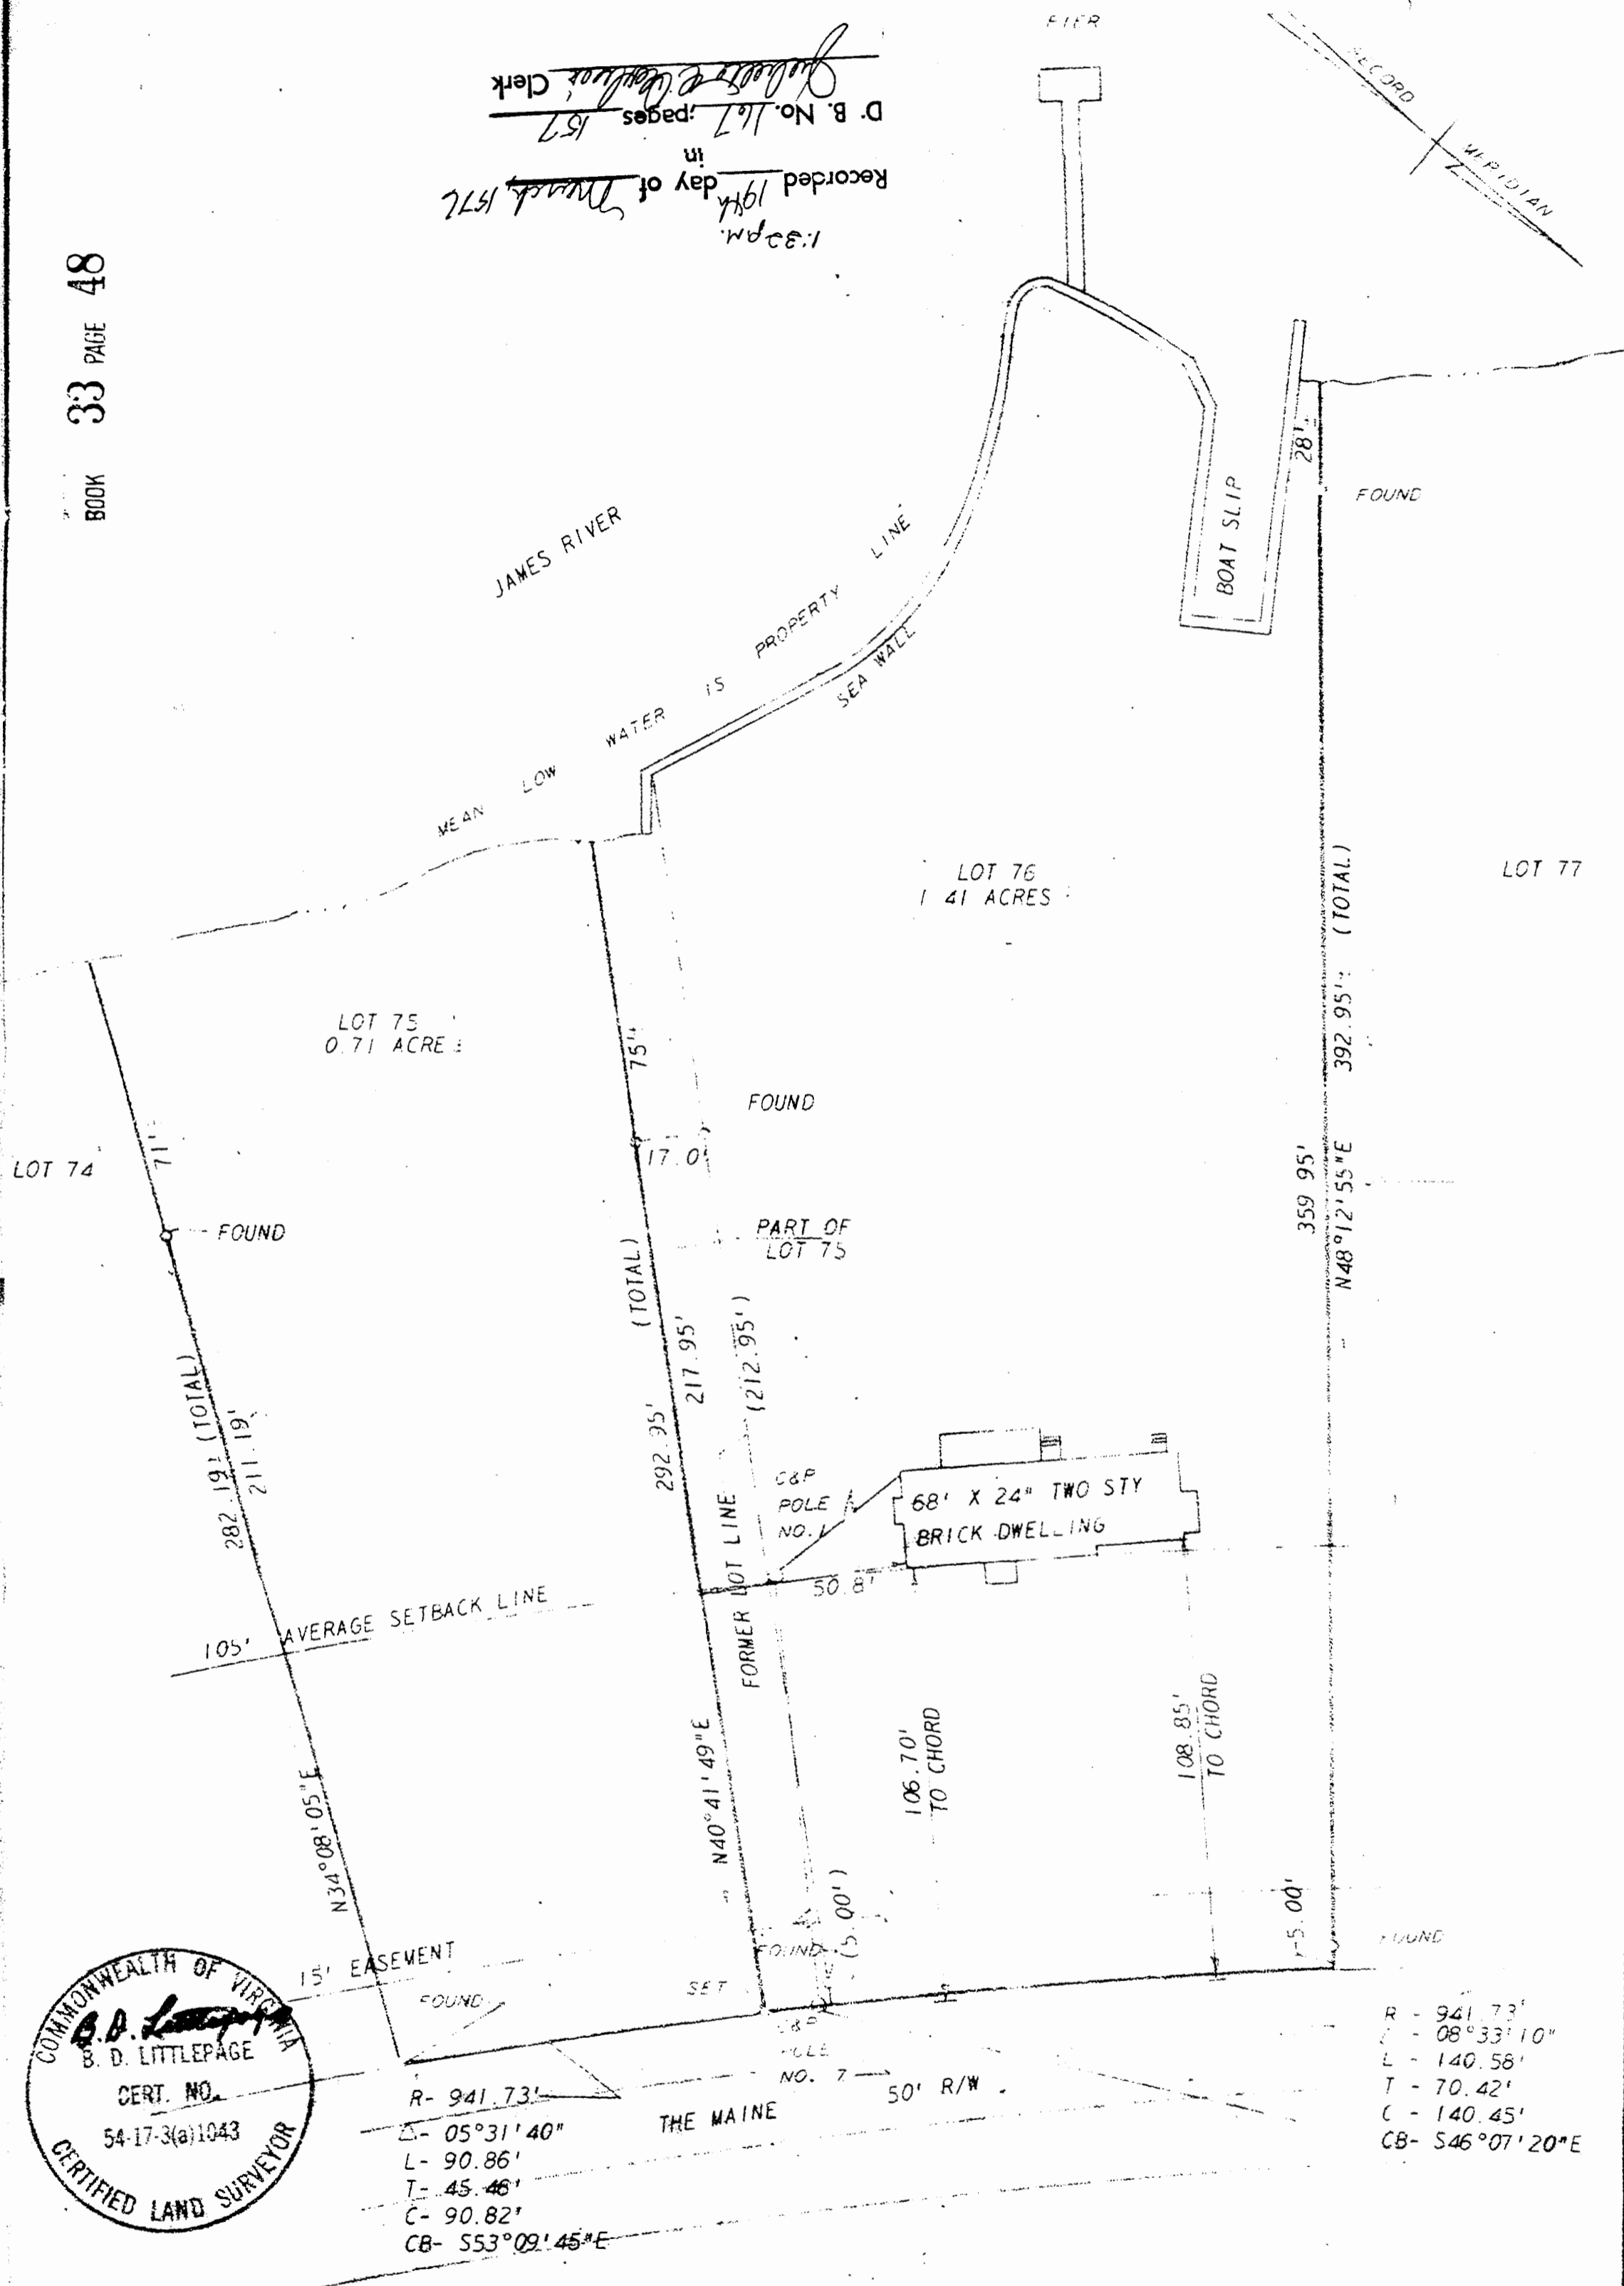 PIER
RECORD MERIDIAN
1:32 P.M.
Recorded 19th day of March, 1976
in
D. B. No. 167; pages 157
Clerk
BOOK 33 PAGE 48
JAMES RIVER
MEAN LOW WATER IS PROPERTY LINE
SEA WALL
BOAT SLIP
28'±
FOUND
LOT 76
1.41 ACRES ±
LOT 77
392.95'± (TOTAL)
359.95'
N48°12'55"E
LOT 75
0.71 ACRE ±
75'±
FOUND
17.0'
LOT 74
71'±
FOUND
PART OF
LOT 75
(TOTAL)
292.95'
217.95'
(212.95')
282.19'± (TOTAL)
211.19'
C&P
POLE
NO. 1
68' X 24" TWO STY
BRICK DWELLING
50.8'
FORMER LOT LINE
105' AVERAGE SETBACK LINE
N40°41'49"E
106.70'
TO CHORD
108.85'
TO CHORD
N34°08'05"E
(5.00')
5.00'
15' EASEMENT
FOUND
SET
FOUND
FOUND
C&P
POLE
NO. 7
50' R/W
THE MAINE
COMMONWEALTH OF VIRGINIA
B. D. Littlepage
B. D. LITTLEPAGE
CERT. NO.
54-17-3(a)1043
CERTIFIED LAND SURVEYOR
R- 941.73'
Δ- 05°31'40"
L- 90.86'
T- 45.46'
C- 90.82'
CB- S53°09'45"E
R - 941.73'
Δ - 08°33'10"
L - 140.58'
T - 70.42'
C - 140.45'
CB- S46°07'20"E